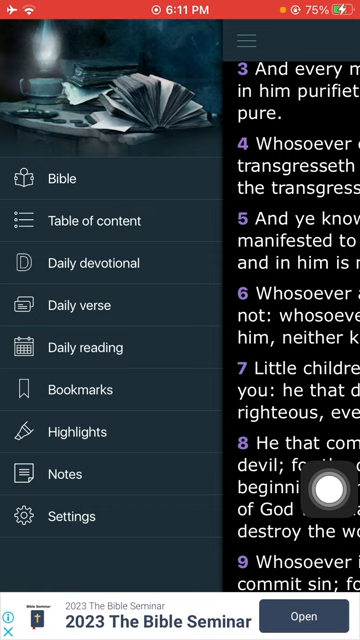 6:11 PM
75%
Bible
Table of content
Daily devotional
Daily verse
Daily reading
Bookmarks
Highlights
Notes
Settings
3 And every m
in him purifiet
pure.
4 Whosoever
transgresseth
the transgress
5 And ye know
manifested to
and in him is
6 Whosoever a
not: whosoeve
him, neither k
7 Little childre
you: he that d
righteous, eve
8 He that com
devil; for the
beginni
of God
destroy the wo
9 Whosoever i
commit sin; fo
Bible Seminar
2023 The Bible Seminar
2023 The Bible Seminar
Open